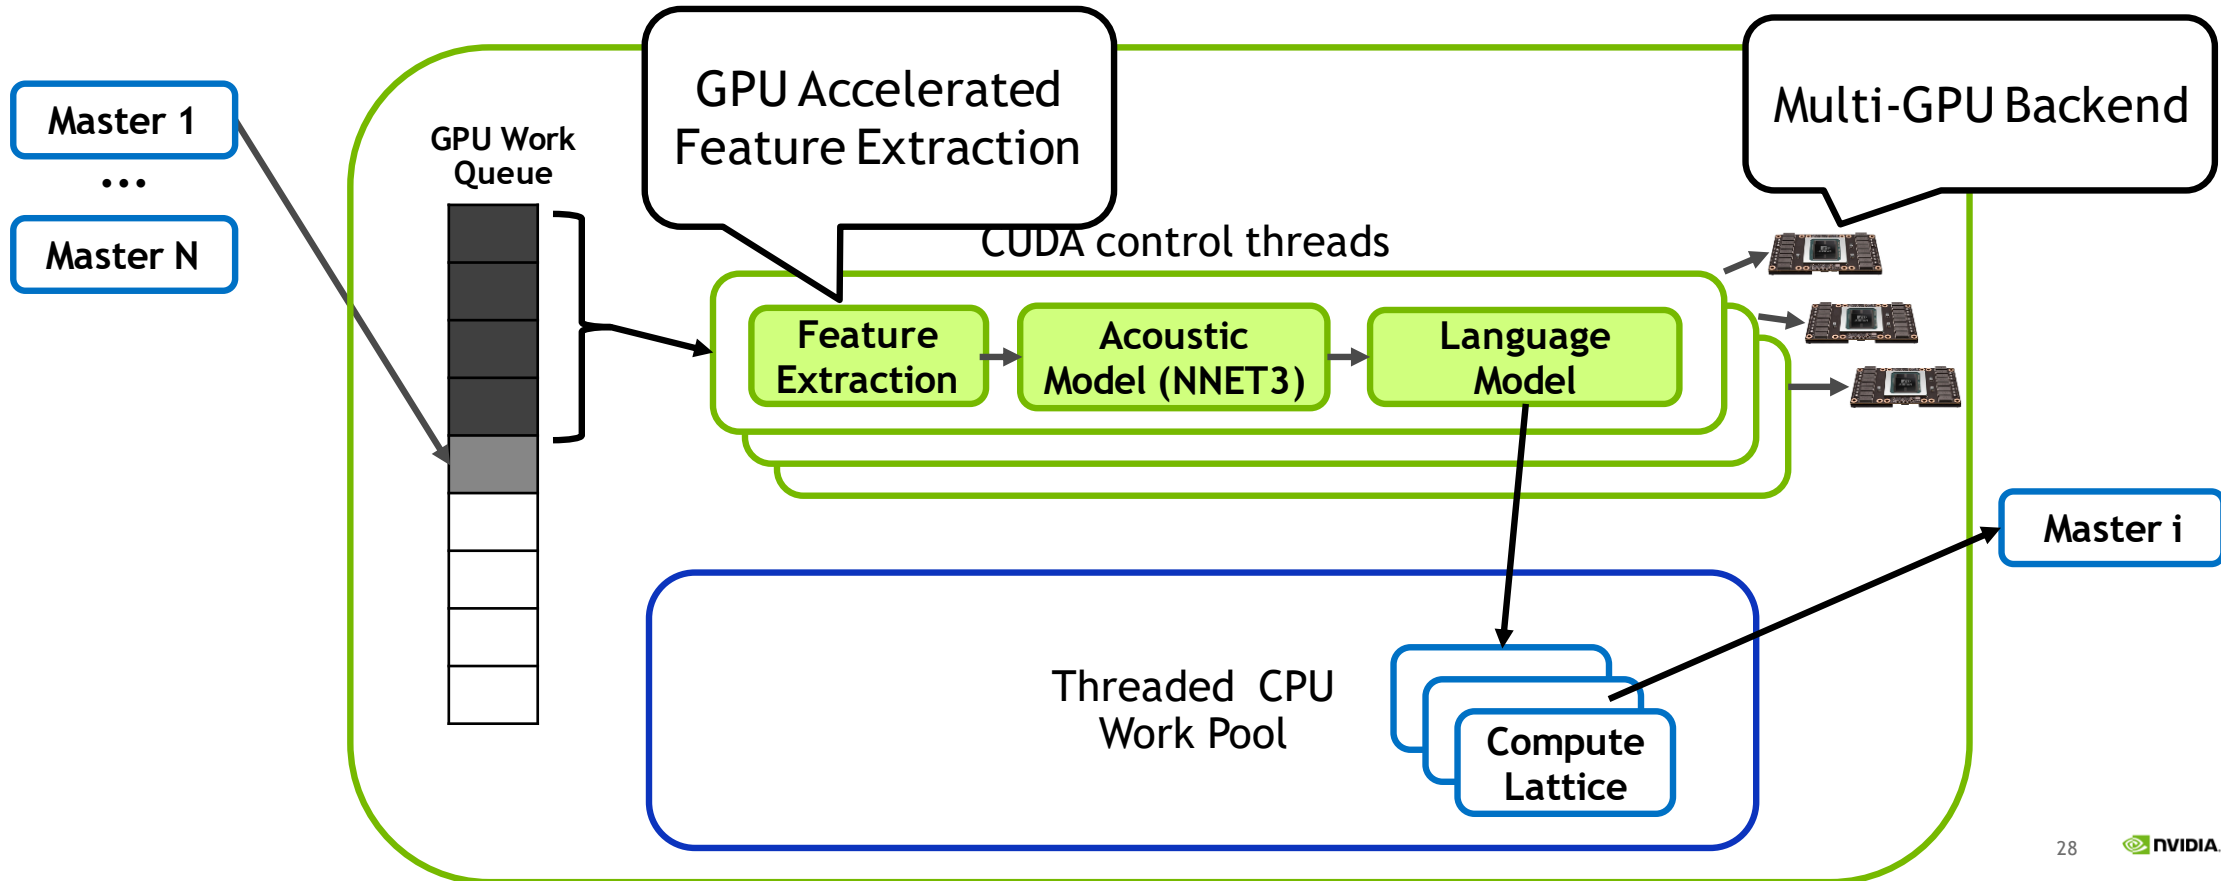 GPU Accelerated
Feature Extraction
Multi-GPU Backend
Master 1
...
Master N
GPU Work
Queue
CUDA control threads
Feature
Extraction
Acoustic
Model (NNET3)
Language
Model
Master i
Threaded CPU
Work Pool
Compute
Lattice
28
NVIDIA.